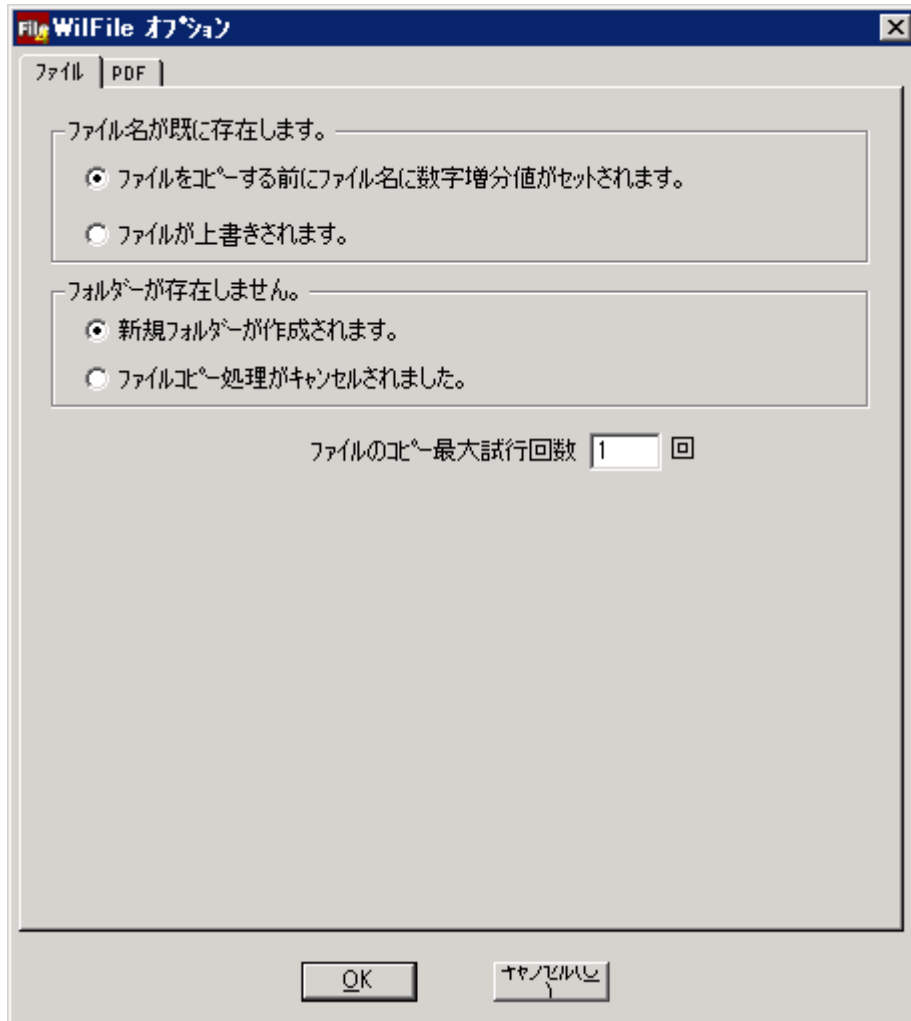 File WilFile オプション
ファイル PDF
ファイル名が既に存在します。
ファイルをコピーする前にファイル名に数字増分値がセットされます。
ファイルが上書きされます。
フォルダーが存在しません。
新規フォルダーが作成されます。
ファイルコピー処理がキャンセルされました。
ファイルのコピー最大試行回数 1 回
OK キャンセル(C
)